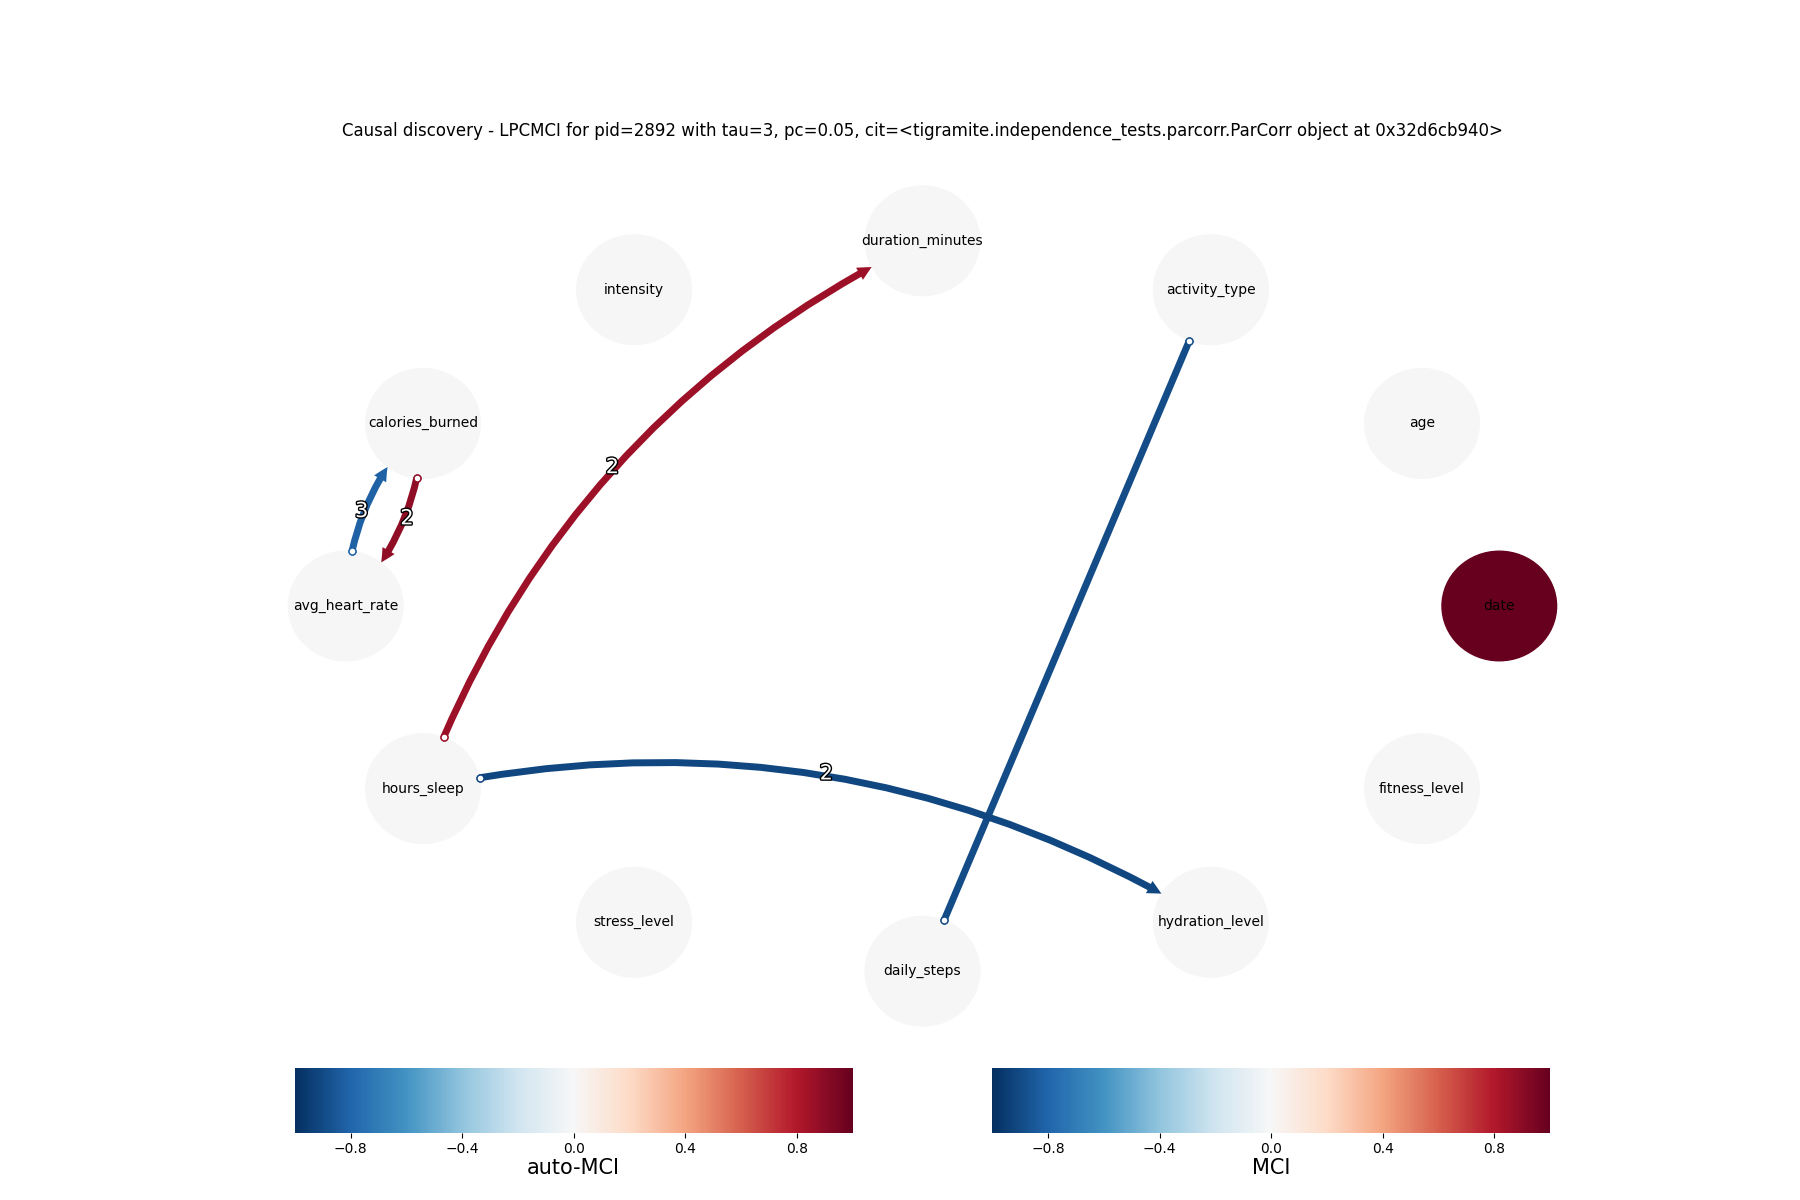 Causal discovery - LPCMCI for pid=2892 with tau=3, pc=0.05, cit=<tigramite.independence_tests.parcorr.ParCorr object at 0x32d6cb940>
duration_minutes
intensity
activity_type
calories_burned
age
2
3
2
avg_heart_rate
date
hours_sleep
2
fitness_level
stress_level
hydration_level
daily_steps
−0.8 −0.4 0.0 0.4 0.8
auto-MCI
−0.8 −0.4 0.0 0.4 0.8
MCI